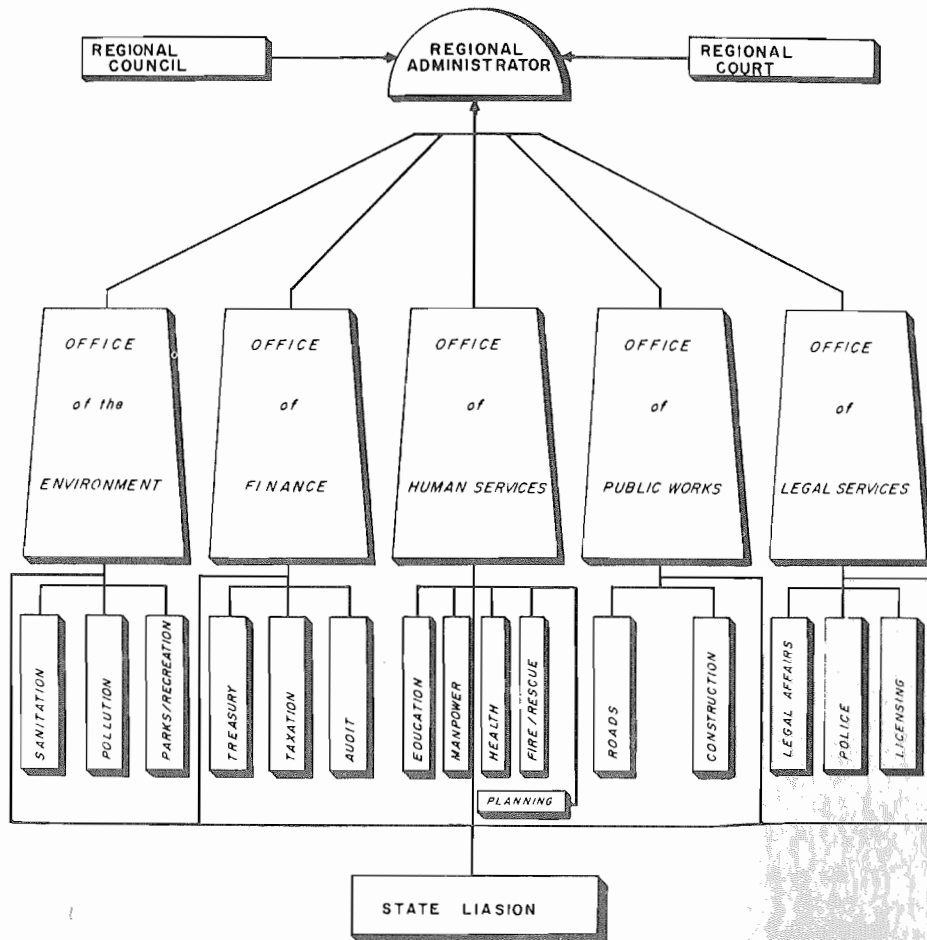 REGIONAL
COUNCIL
REGIONAL
ADMINISTRATOR
REGIONAL
COURT
OFFICE
of the
ENVIRONMENT
OFFICE
of
FINANCE
OFFICE
of
HUMAN SERVICES
OFFICE
of
PUBLIC WORKS
OFFICE
of
LEGAL SERVICES
SANITATION
POLLUTION
PARKS/RECREATION
TREASURY
TAXATION
AUDIT
EDUCATION
MANPOWER
HEALTH
FIRE/RESCUE
PLANNING
ROADS
CONSTRUCTION
LEGAL AFFAIRS
POLICE
LICENSING
STATE LIASION